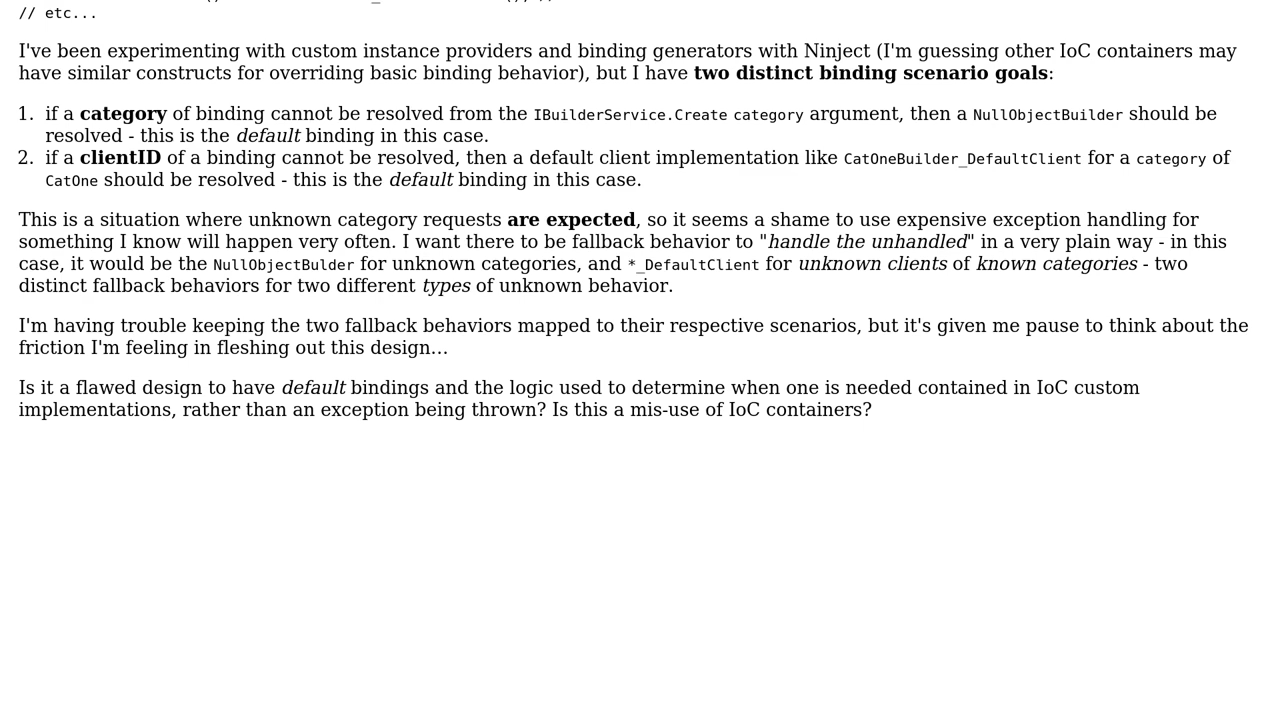 // etc...
I've been experimenting with custom instance providers and binding generators with Ninject (I'm guessing other IoC containers may
have similar constructs for overriding basic binding behavior), but I have two distinct binding scenario goals:
1. if a category of binding cannot be resolved from the IBuilderService.Create category argument, then a NullObjectBuilder should be
resolved - this is the default binding in this case.
2. if a clientID of a binding cannot be resolved, then a default client implementation like CatOneBuilder_DefaultClient for a category of
CatOne should be resolved - this is the default binding in this case.
This is a situation where unknown category requests are expected, so it seems a shame to use expensive exception handling for
something I know will happen very often. I want there to be fallback behavior to "handle the unhandled" in a very plain way - in this
case, it would be the NullObjectBulder for unknown categories, and *_DefaultClient for unknown clients of known categories - two
distinct fallback behaviors for two different types of unknown behavior.
I'm having trouble keeping the two fallback behaviors mapped to their respective scenarios, but it's given me pause to think about the
friction I'm feeling in fleshing out this design...
Is it a flawed design to have default bindings and the logic used to determine when one is needed contained in IoC custom
implementations, rather than an exception being thrown? Is this a mis-use of IoC containers?